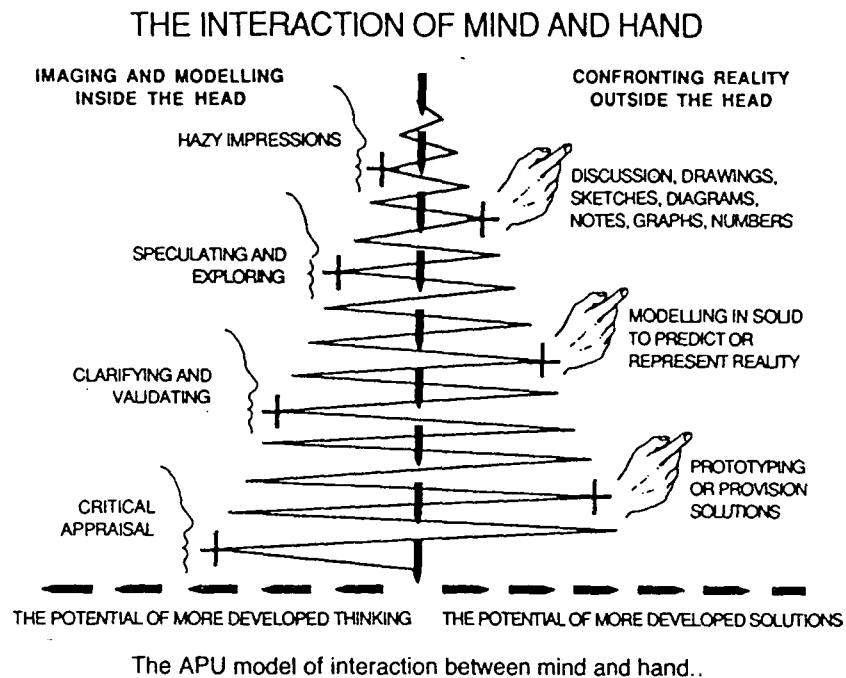 THE INTERACTION OF MIND AND HAND
IMAGING AND MODELLING
INSIDE THE HEAD
CONFRONTING REALITY
OUTSIDE THE HEAD
HAZY IMPRESSIONS
DISCUSSION, DRAWINGS,
SKETCHES, DIAGRAMS,
NOTES, GRAPHS, NUMBERS
SPECULATING AND
EXPLORING
MODELLING IN SOLID
TO PREDICT OR
REPRESENT REALITY
CLARIFYING AND
VALIDATING
PROTOTYPING
OR PROVISION
SOLUTIONS
CRITICAL
APPRAISAL
THE POTENTIAL OF MORE DEVELOPED THINKING
THE POTENTIAL OF MORE DEVELOPED SOLUTIONS
The APU model of interaction between mind and hand..